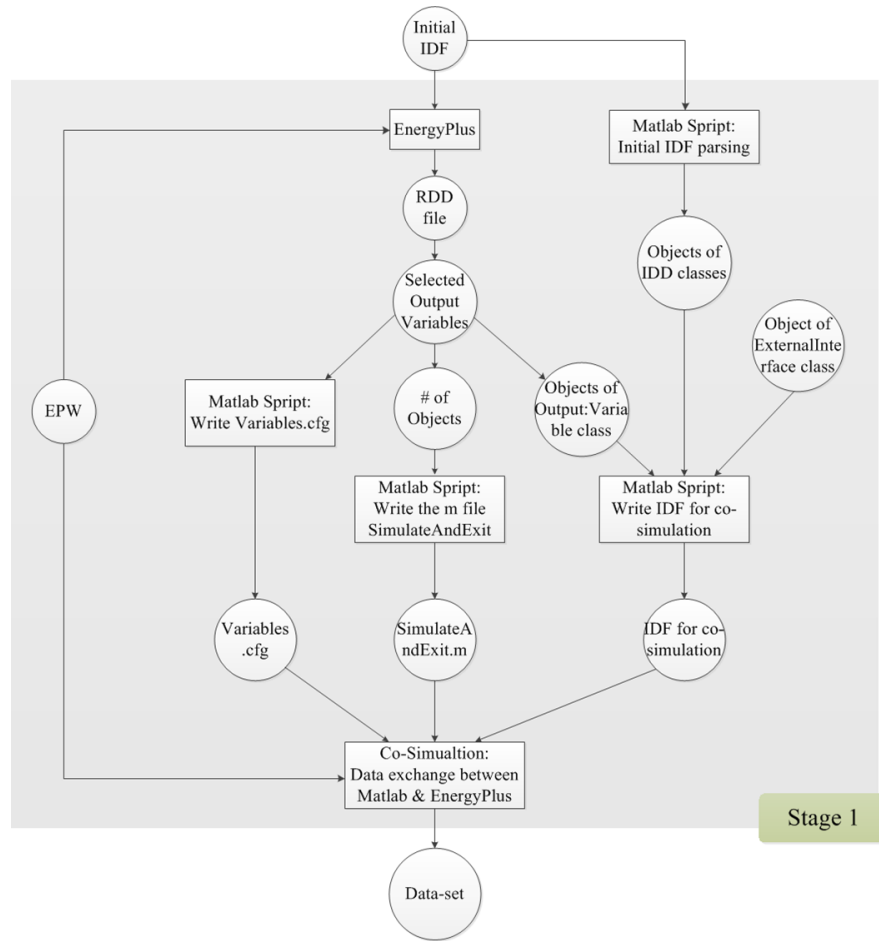 Initial
IDF
EnergyPlus
Matlab Spript:
Initial IDF parsing
RDD
file
Objects of
IDD classes
Selected
Output
Variables
Object of
ExternalInte
rface class
EPW
Matlab Spript:
Write Variables.cfg
# of
Objects
Objects of
Output:Varia
ble class
Matlab Spript:
Write the m file
SimulateAndExit
Matlab Spript:
Write IDF for co-
simulation
Variables
.cfg
SimulateA
ndExit.m
IDF for co-
simulation
Co-Simualtion:
Data exchange between
Matlab & EnergyPlus
Stage 1
Data-set